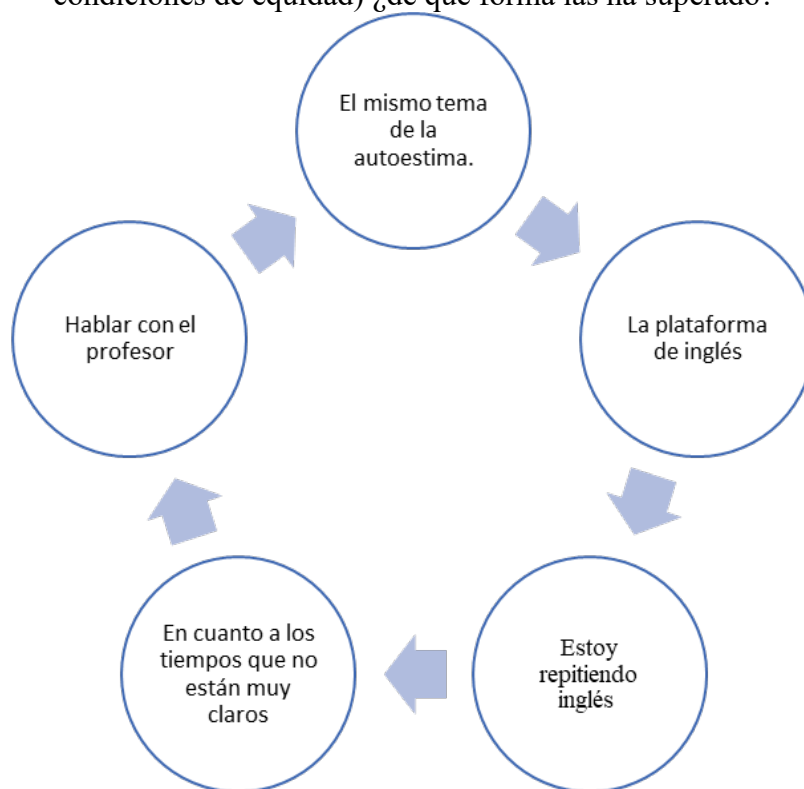 condiciones de equidad) ¿de qué forma las ha superado?
El mismo tema
de la
autoestima.
La plataforma
de inglés
Estoy
repitiendo
inglés
En cuanto a los
tiempos que no
están muy
claros
Hablar con el
profesor